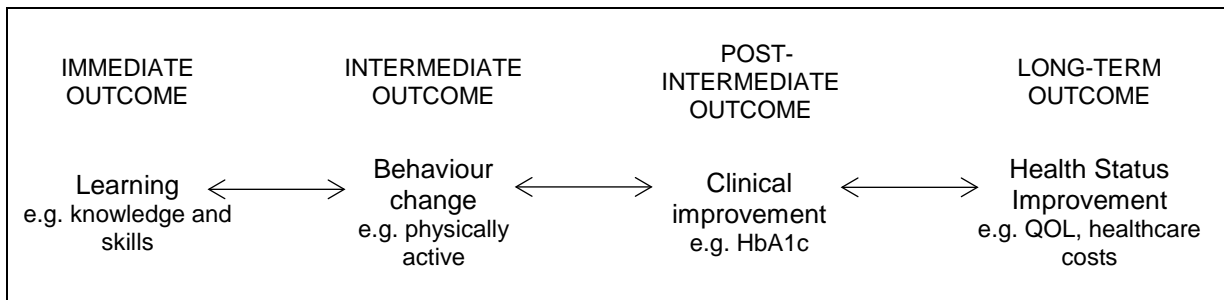 IMMEDIATE
OUTCOME
INTERMEDIATE
OUTCOME
POST-
INTERMEDIATE
OUTCOME
LONG-TERM
OUTCOME
Learning
e.g. knowledge and
skills
Behaviour
change
e.g. physically
active
Clinical
improvement
e.g. HbA1c
Health Status
Improvement
e.g. QOL, healthcare
costs